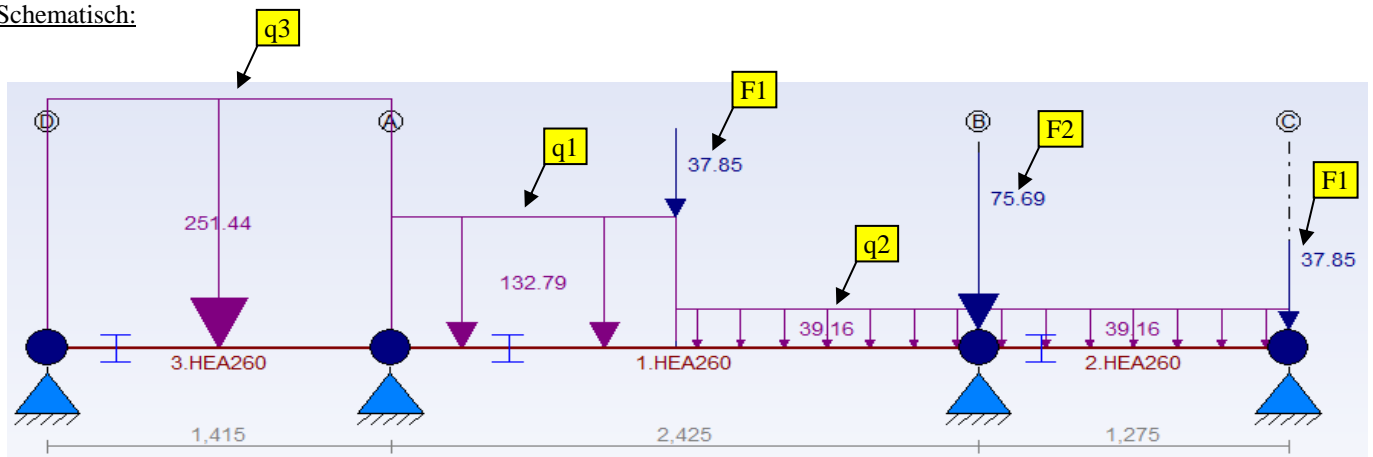 Schematisch:
q3
F1
D
A
B
C
F2
q1
37.85
F1
75.69
251.44
q2
37.85
132.79
39.16
39.16
3.HEA260
1.HEA260
2.HEA260
1,415
2,425
1,275